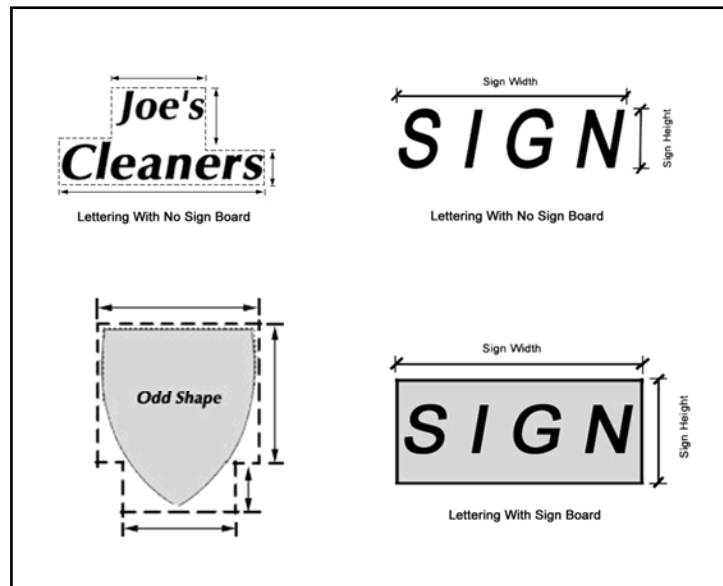 Joe's
Cleaners
Lettering With No Sign Board
Sign Width
SIGN
Sign Height
Lettering With No Sign Board
Odd Shape
Sign Width
SIGN
Sign Height
Lettering With Sign Board